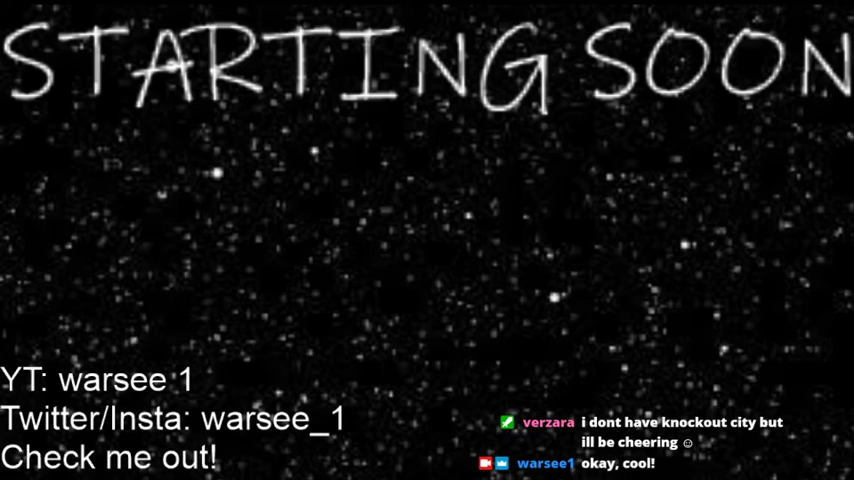 STARTING SOON
YT: warsee 1
Twitter/Insta: warsee_1
Check me out!
verzara i dont have knockout city but
ill be cheering ☺
warsee1 okay, cool!